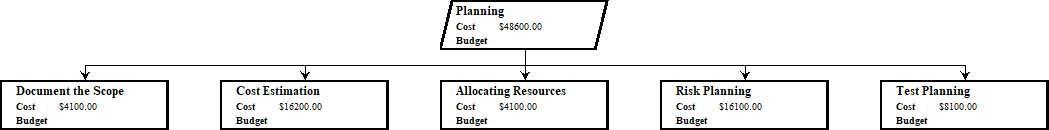 Planning
Cost $48600.00
Budget
Document the Scope
Cost $4100.00
Budget
Cost Estimation
Cost $16200.00
Budget
Allocating Resources
Cost $4100.00
Budget
Risk Planning
Cost $16100.00
Budget
Test Planning
Cost $8100.00
Budget